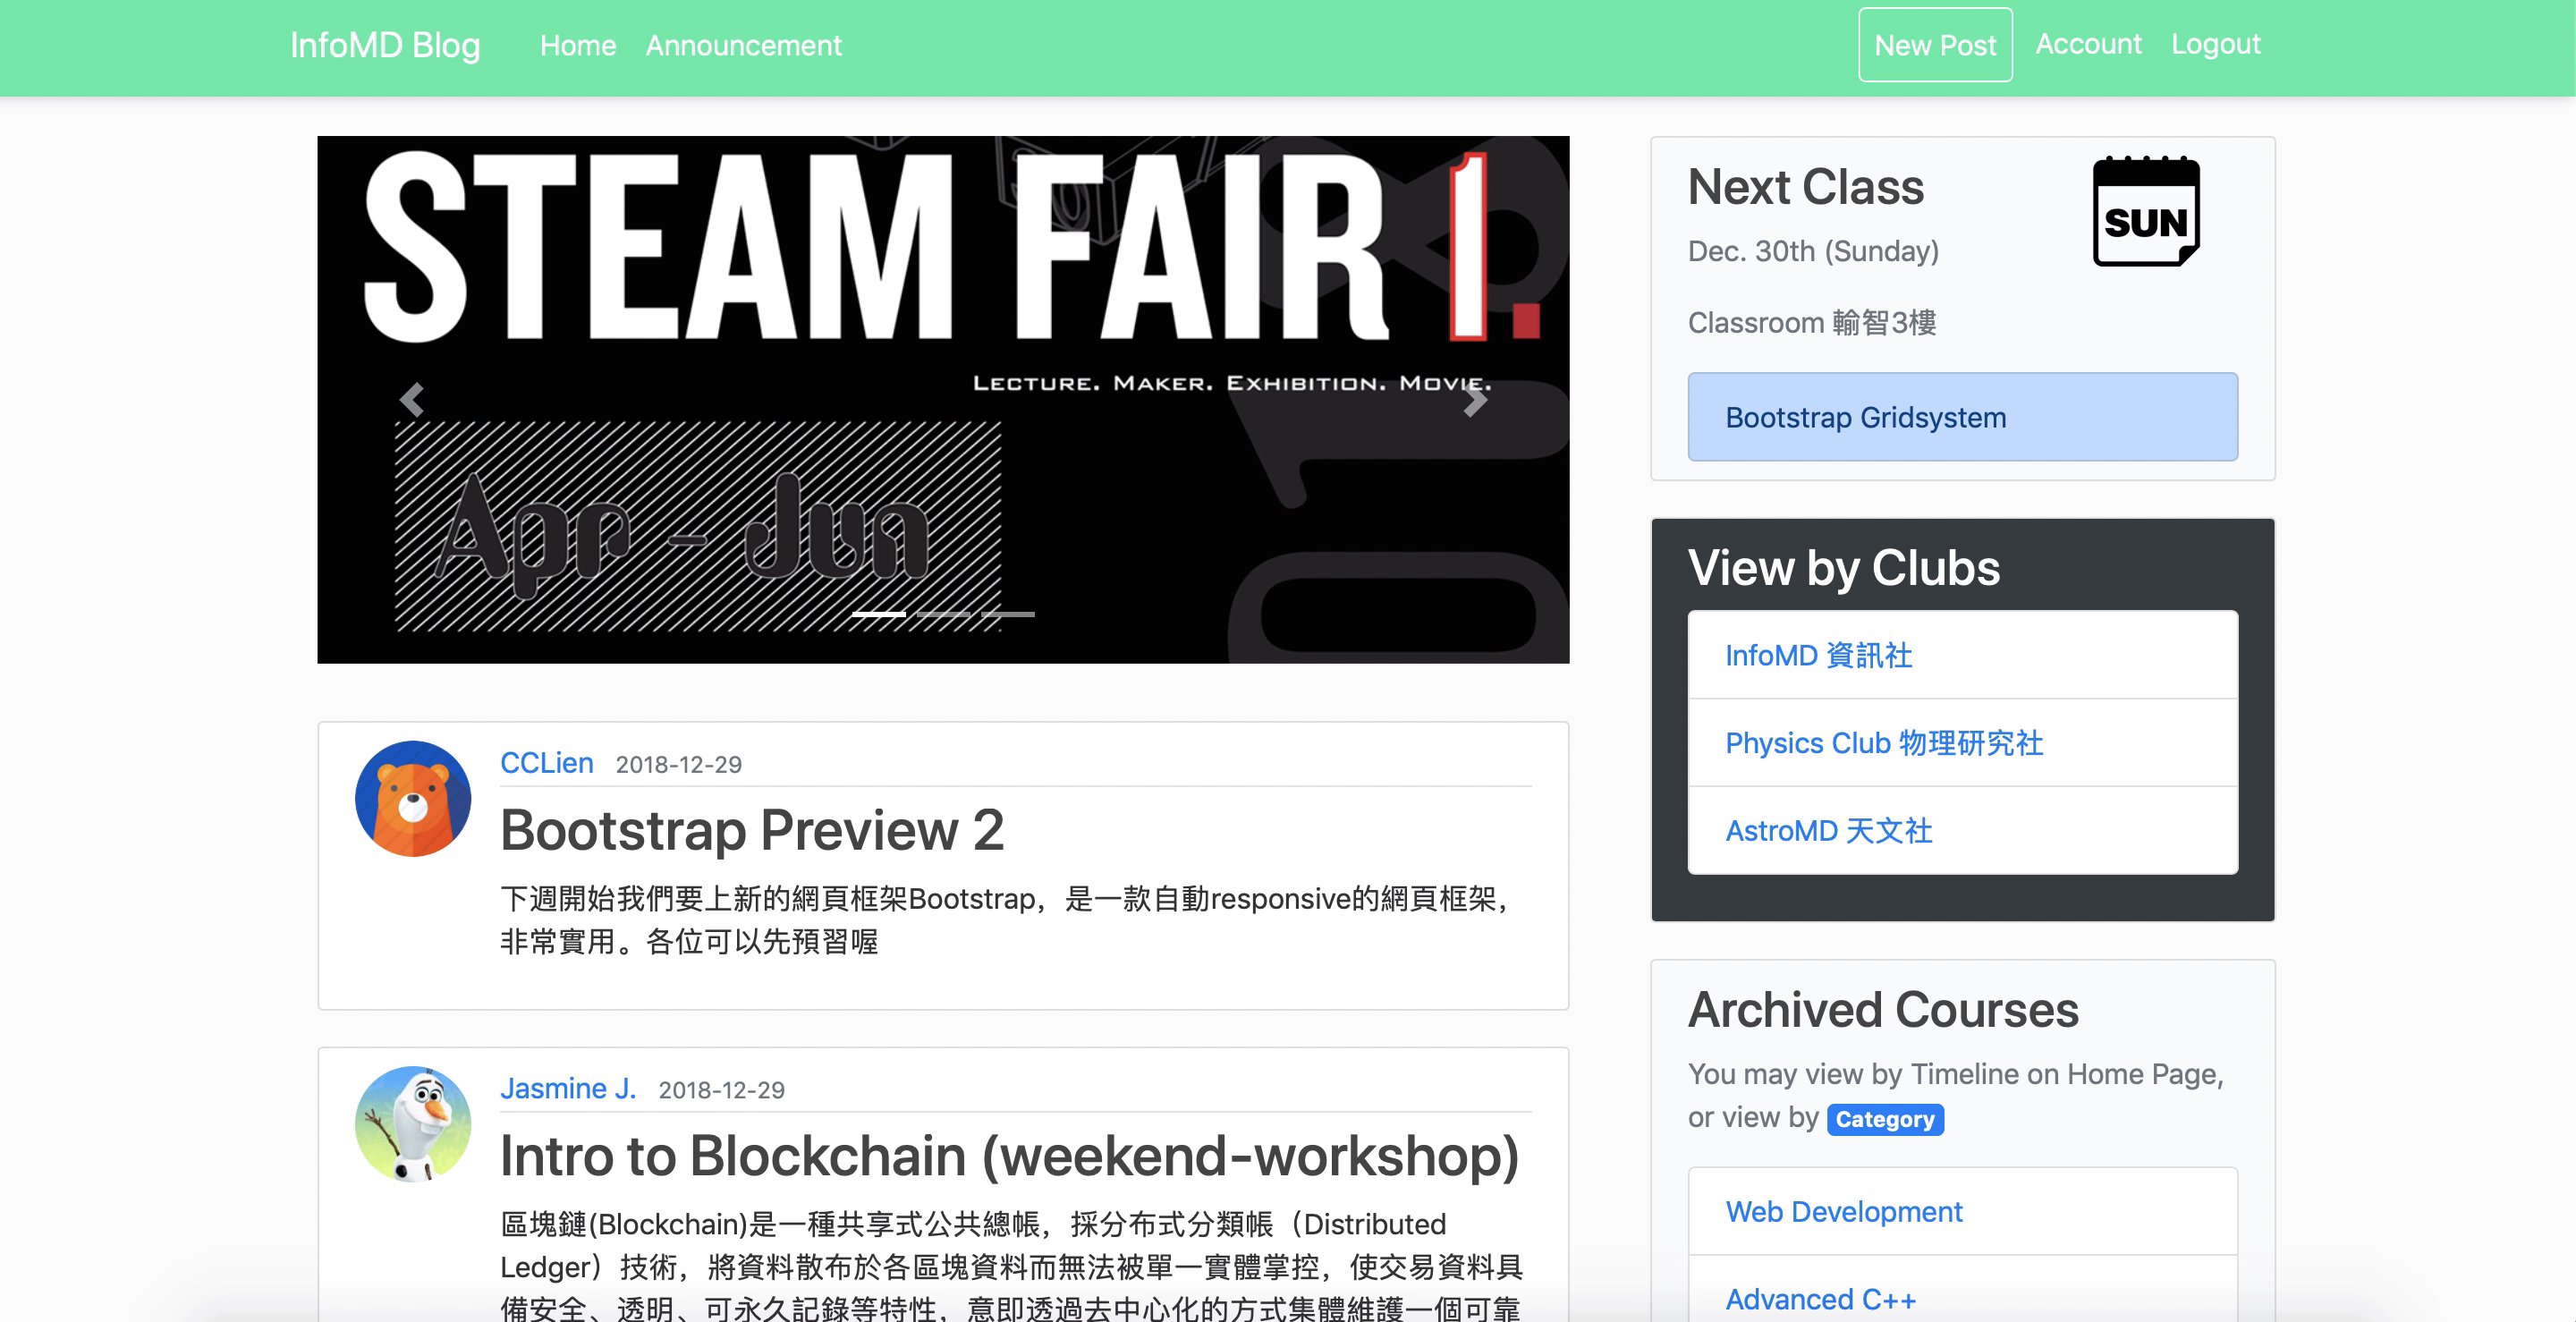 InfoMD Blog
Home
Announcement
New Post
Account
Logout
STEAM FAIR 1.
LECTURE. MAKER. EXHIBITION. MOVIE.
Apr - Jun
CCLien 2018-12-29
Bootstrap Preview 2
下週開始我們要上新的網頁框架Bootstrap，是一款自動responsive的網頁框架，
非常實用。各位可以先預習喔
Jasmine J. 2018-12-29
Intro to Blockchain (weekend-workshop)
區塊鏈(Blockchain)是一種共享式公共總帳，採分布式分類帳（Distributed
Ledger）技術，將資料散布於各區塊資料而無法被單一實體掌控，使交易資料具
備安全、透明、可永久記錄等特性，意即透過去中心化的方式集體維護一個可靠
Next Class
SUN
Dec. 30th (Sunday)
Classroom 輸智3樓
Bootstrap Gridsystem
View by Clubs
InfoMD 資訊社
Physics Club 物理研究社
AstroMD 天文社
Archived Courses
You may view by Timeline on Home Page,
or view by Category
Web Development
Advanced C++